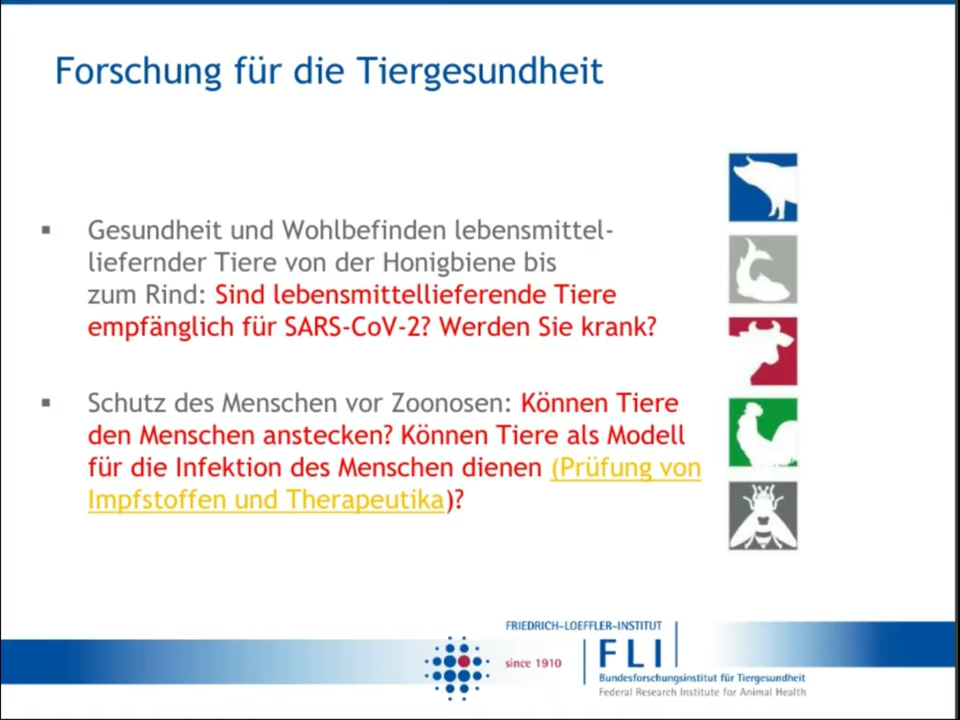 Forschung für die Tiergesundheit
▪ Gesundheit und Wohlbefinden lebensmittel-
liefernder Tiere von der Honigbiene bis
zum Rind: Sind lebensmittellieferende Tiere
empfänglich für SARS-CoV-2? Werden Sie krank?
▪ Schutz des Menschen vor Zoonosen: Können Tiere
den Menschen anstecken? Können Tiere als Modell
für die Infektion des Menschen dienen (Prüfung von
Impfstoffen und Therapeutika)?
FRIEDRICH-LOEFFLER-INSTITUT
since 1910
FLI
Bundesforschungsinstitut für Tiergesundheit
Federal Research Institute for Animal Health